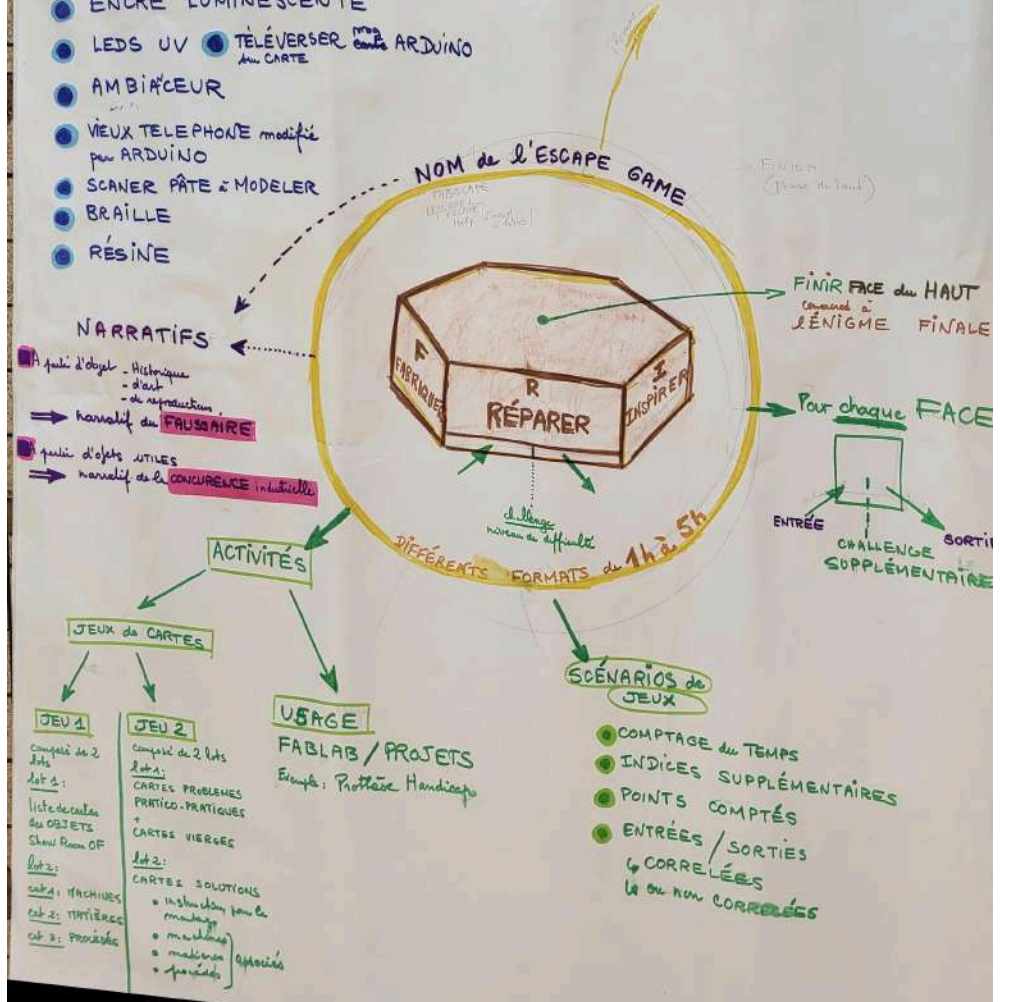 ENCRE LUMINESCENTE
LEDS UV
TÉLÉVERSER ARDUINO
CARTE
AMBIANCEUR
VIEUX TELEPHONE modifié
par ARDUINO
SCANER PÂTE à MODELER
BRAILLE
RÉSINE
NOM de l'ESCAPE GAME
FABSCAPE
FINIR FACE du HAUT
l'ÉNIGME FINALE
NARRATIFS
A partir d'objet - Historique
- d'art
- de reproduction
narratif du FAUSSAIRE
A partir d'objets UTILES
narratif de la CONCURENCE industrielle
F
FABRIQUER
R
RÉPARER
I
INSPIRER
challenge
niveau de difficulté
DIFFÉRENTS FORMATS de 1h à 5h
Pour chaque FACE
ENTRÉE
SORTIE
CHALLENGE
SUPPLÉMENTAIRE
ACTIVITÉS
JEUX de CARTES
JEU 1
composé de 2
lots
lot 1:
liste de cartes
des OBJETS
Show Room OF
lot 2:
cat 1: MACHINES
cat 2: MATIÈRES
cat 3: PROCÉDÉS
JEU 2
composé de 2 lots
lot 1:
CARTES PROBLEMES
PRATICO-PRATIQUES
+
CARTES VIERGES
lot 2:
CARTES SOLUTIONS
• instruction pour le
montage
• machines
• matières
• procédés
associés
USAGE
FABLAB / PROJETS
Exemple: Prothèse Handicap
SCÉNARIOS de
JEUX
COMPTAGE du TEMPS
INDICES SUPPLÉMENTAIRES
POINTS COMPTÉS
ENTRÉES / SORTIES
↳ CORRELÉES
↳ ou non CORRELÉES